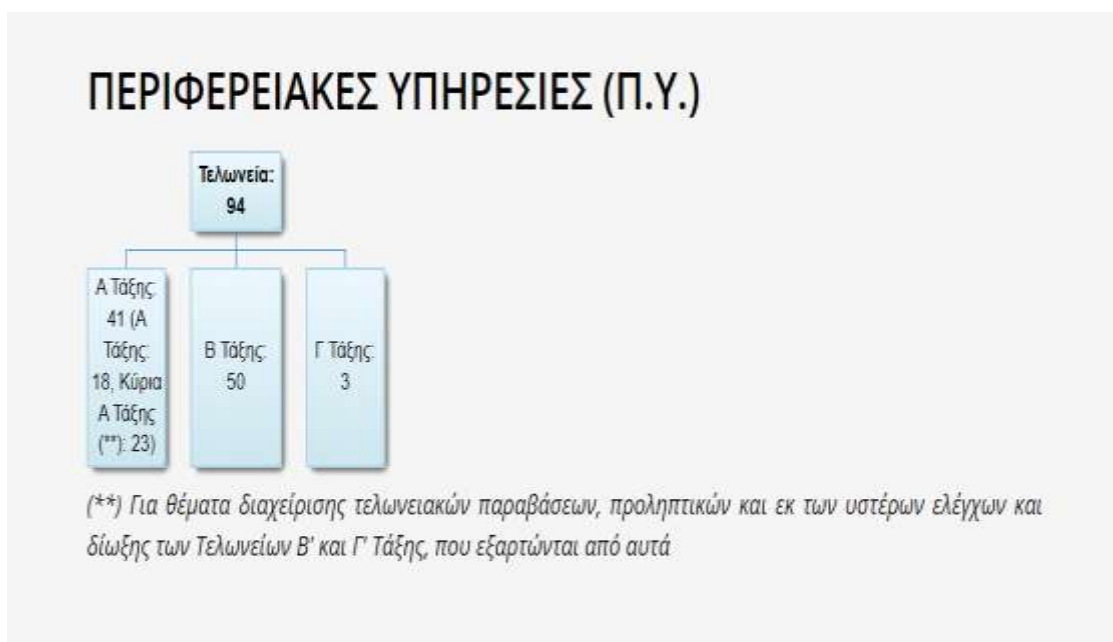 ΠΕΡΙΦΕΡΕΙΑΚΕΣ ΥΠΗΡΕΣΙΕΣ (Π.Υ.)
Τελωνεία:
94
Α Τάξης:
41 (Α
Τάξης:
18, Κύρια
Α Τάξης
(**): 23)
Β Τάξης:
50
Γ Τάξης:
3
(**) Για θέματα διαχείρισης τελωνειακών παραβάσεων, προληπτικών και εκ των υστέρων ελέγχων και
δίωξης των Τελωνείων Β' και Γ' Τάξης, που εξαρτώνται από αυτά